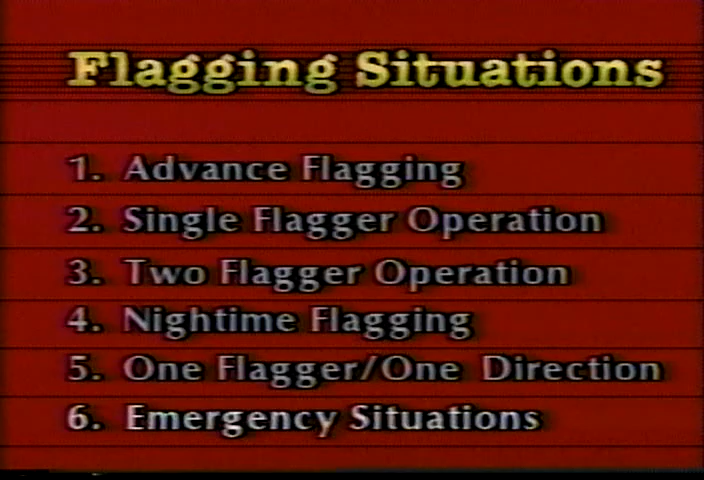 Flagging Situations
1. Advance Flagging
2. Single Flagger Operation
3. Two Flagger Operation
4. Nightime Flagging
5. One Flagger/One Direction
6. Emergency Situations